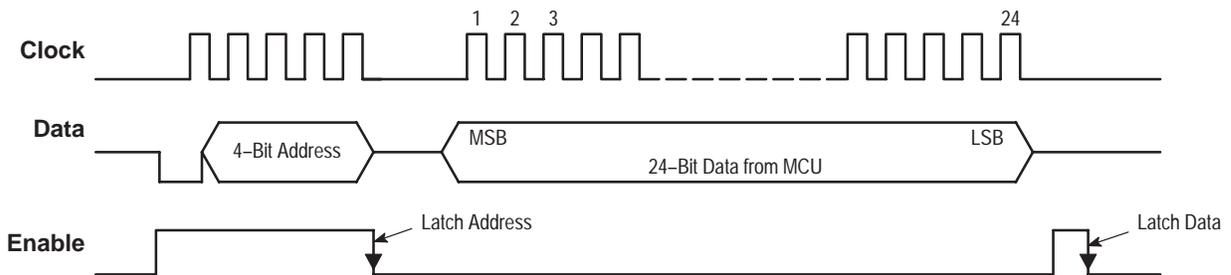 1 2 3 24
Clock
Data
4–Bit Address
MSB
LSB
24–Bit Data from MCU
Latch Address
Latch Data
Enable